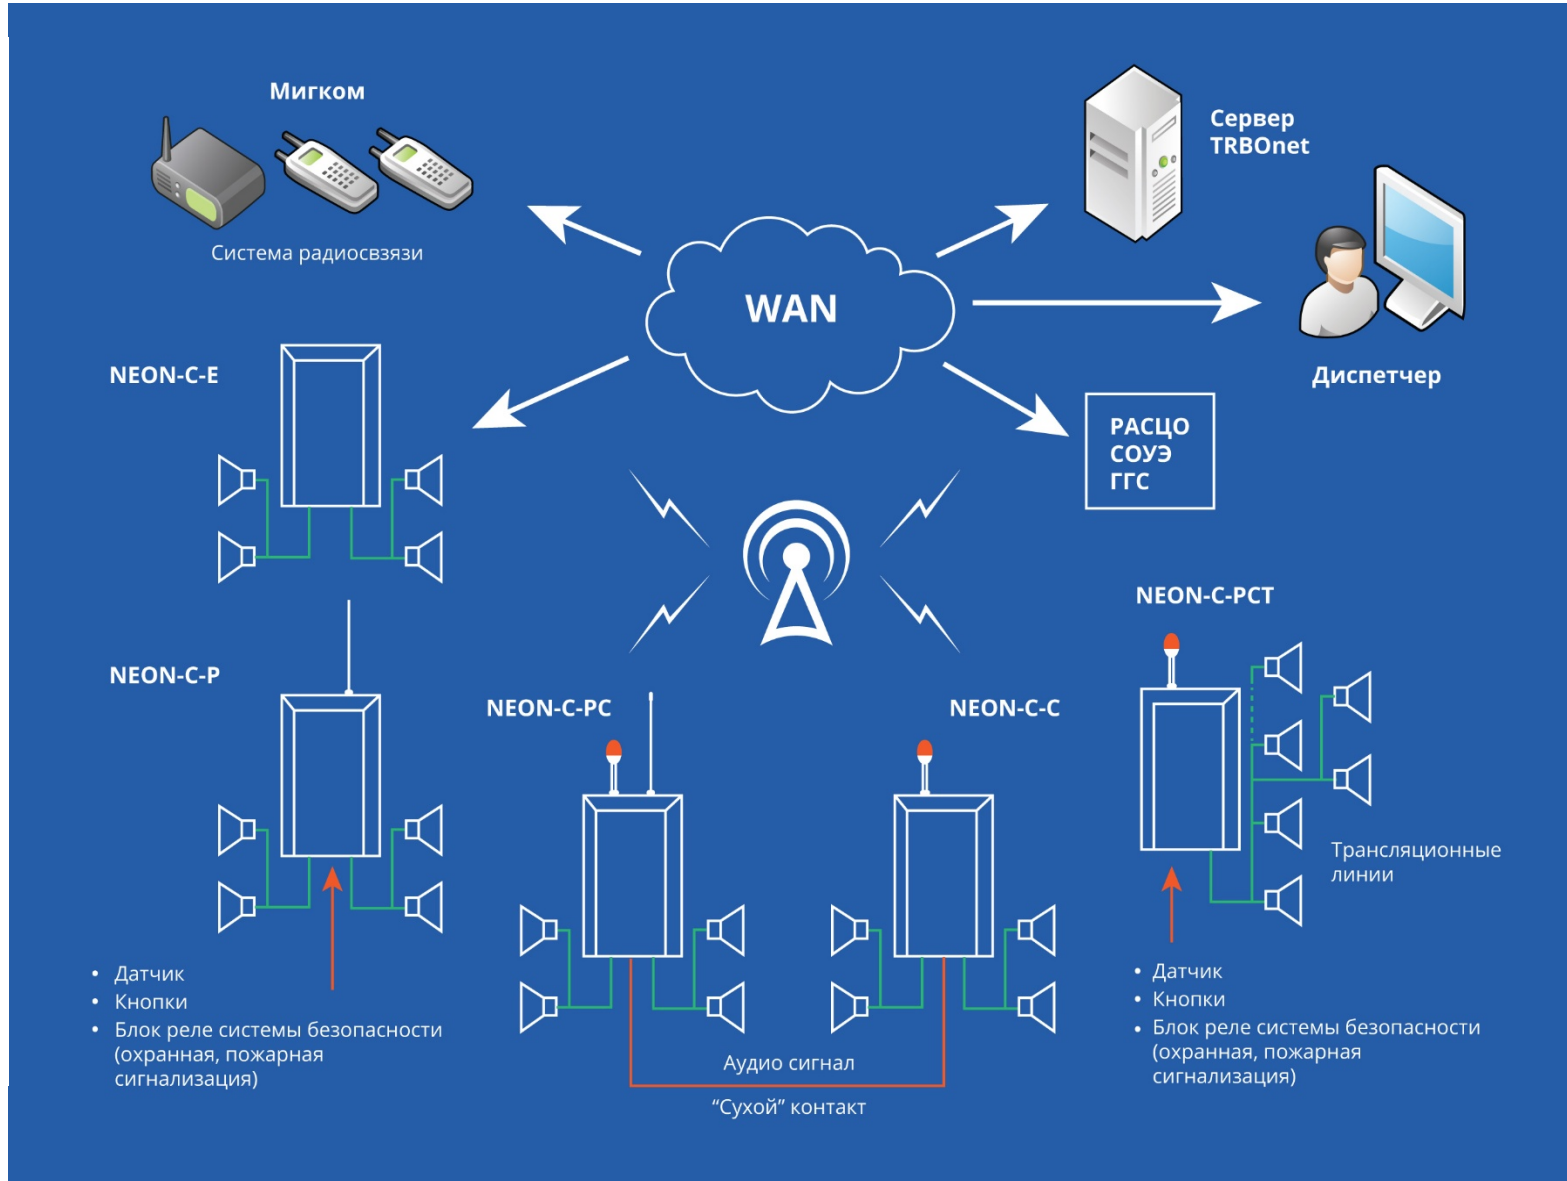 Мигком
Система радиосвзязи
Сервер
TRBOnet
WAN
Диспетчер
NEON-C-E
РАСЦО
СОУЭ
ГГС
NEON-C-P
NEON-C-PC
NEON-C-C
NEON-C-PCT
Трансляционные
линии
• Датчик
• Кнопки
• Блок реле системы безопасности
(охранная, пожарная
сигнализация)
Аудио сигнал
“Сухой” контакт
• Датчик
• Кнопки
• Блок реле системы безопасности
(охранная, пожарная
сигнализация)